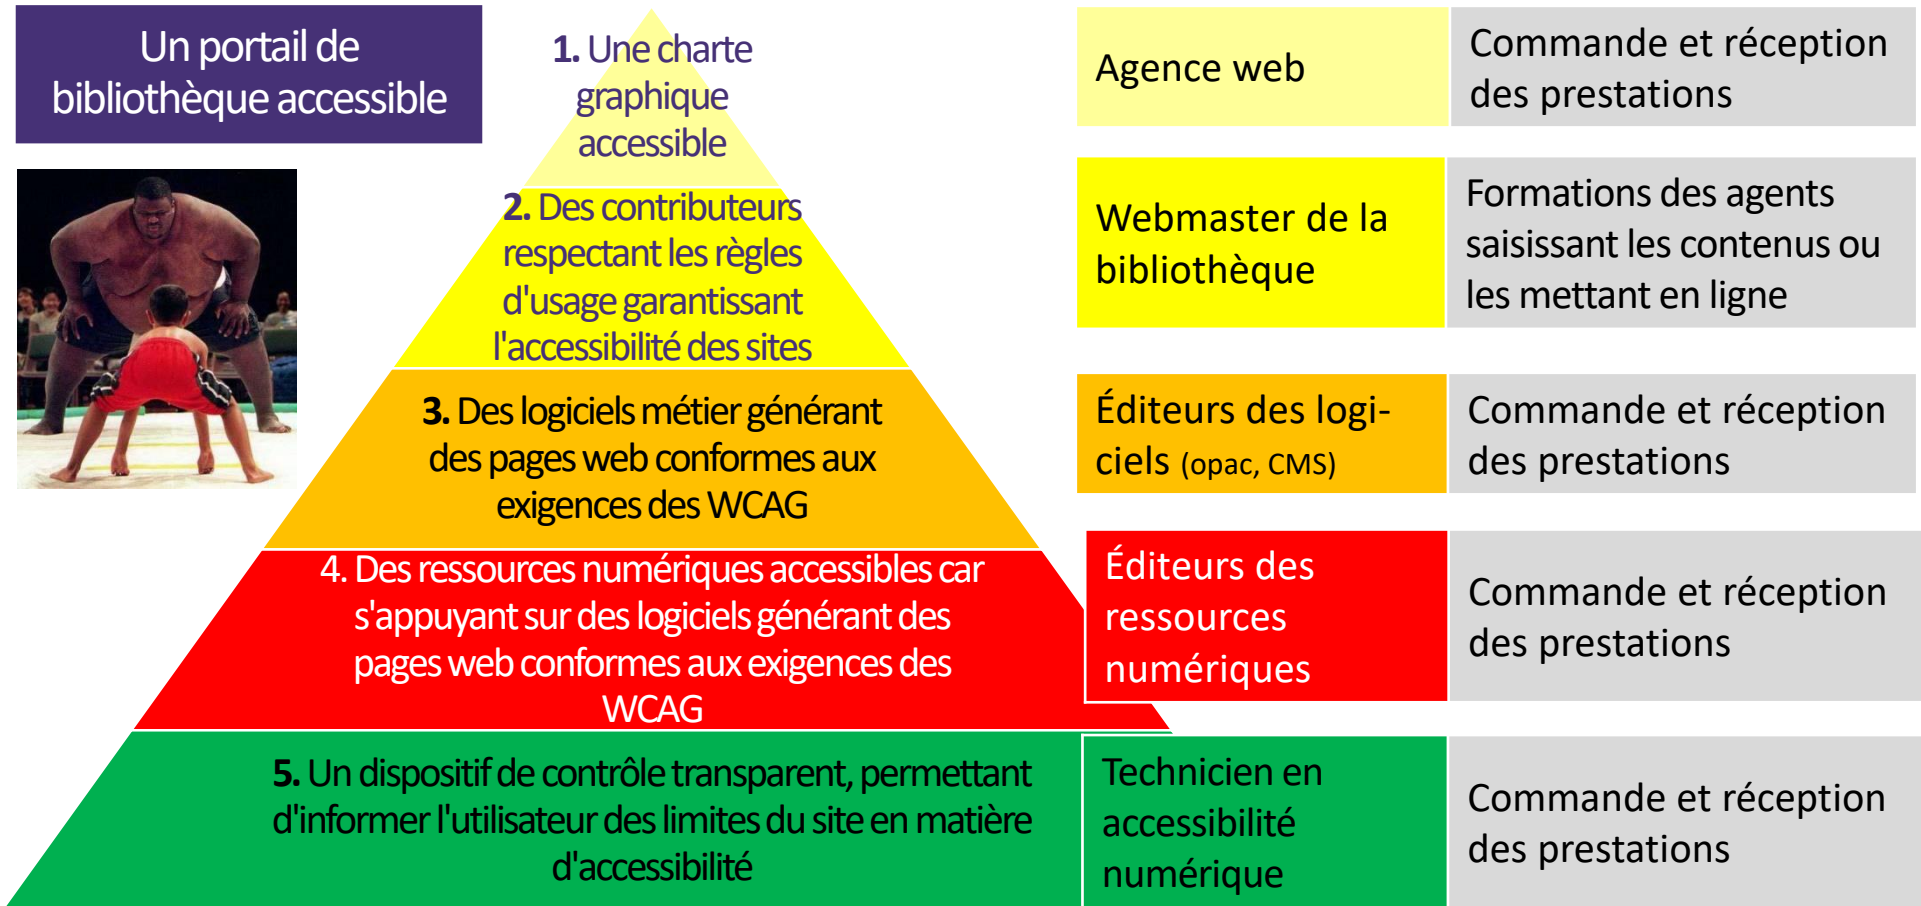 Un portail de
bibliothèque accessible
1. Une charte
graphique
accessible
Agence web
Commande et réception
des prestations
2. Des contributeurs
respectant les règles
d'usage garantissant
l'accessibilité des sites
Webmaster de la
bibliothèque
Formations des agents
saisissant les contenus ou
les mettant en ligne
3. Des logiciels métier générant
des pages web conformes aux
exigences des WCAG
Éditeurs des logi-
ciels (opac, CMS)
Commande et réception
des prestations
4. Des ressources numériques accessibles car
s'appuyant sur des logiciels générant des
pages web conformes aux exigences des
WCAG
Éditeurs des
ressources
numériques
Commande et réception
des prestations
5. Un dispositif de contrôle transparent, permettant
d'informer l'utilisateur des limites du site en matière
d'accessibilité
Technicien en
accessibilité
numérique
Commande et réception
des prestations